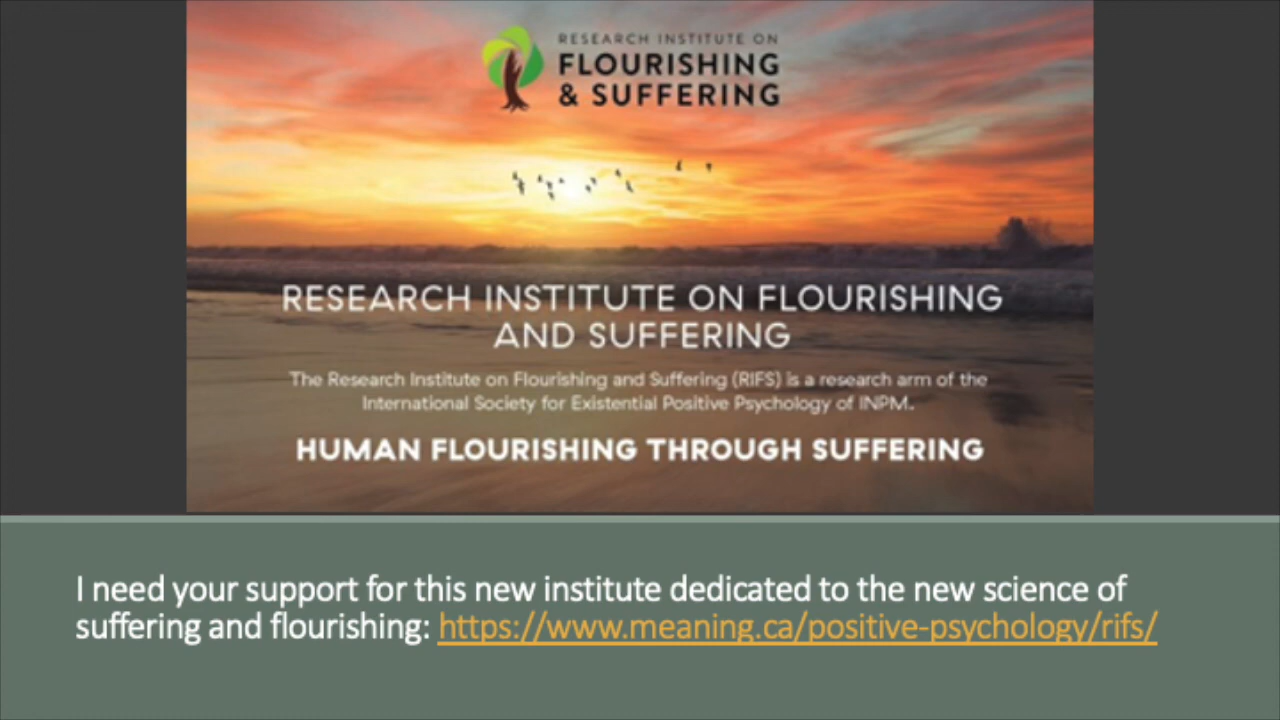 RESEARCH INSTITUTE ON
FLOURISHING
& SUFFERING
RESEARCH INSTITUTE ON FLOURISHING
AND SUFFERING
The Research Institute on Flourishing and Suffering (RIFS) is a research arm of the
International Society for Existential Positive Psychology of INPM.
HUMAN FLOURISHING THROUGH SUFFERING
I need your support for this new institute dedicated to the new science of
suffering and flourishing: https://www.meaning.ca/positive-psychology/rifs/